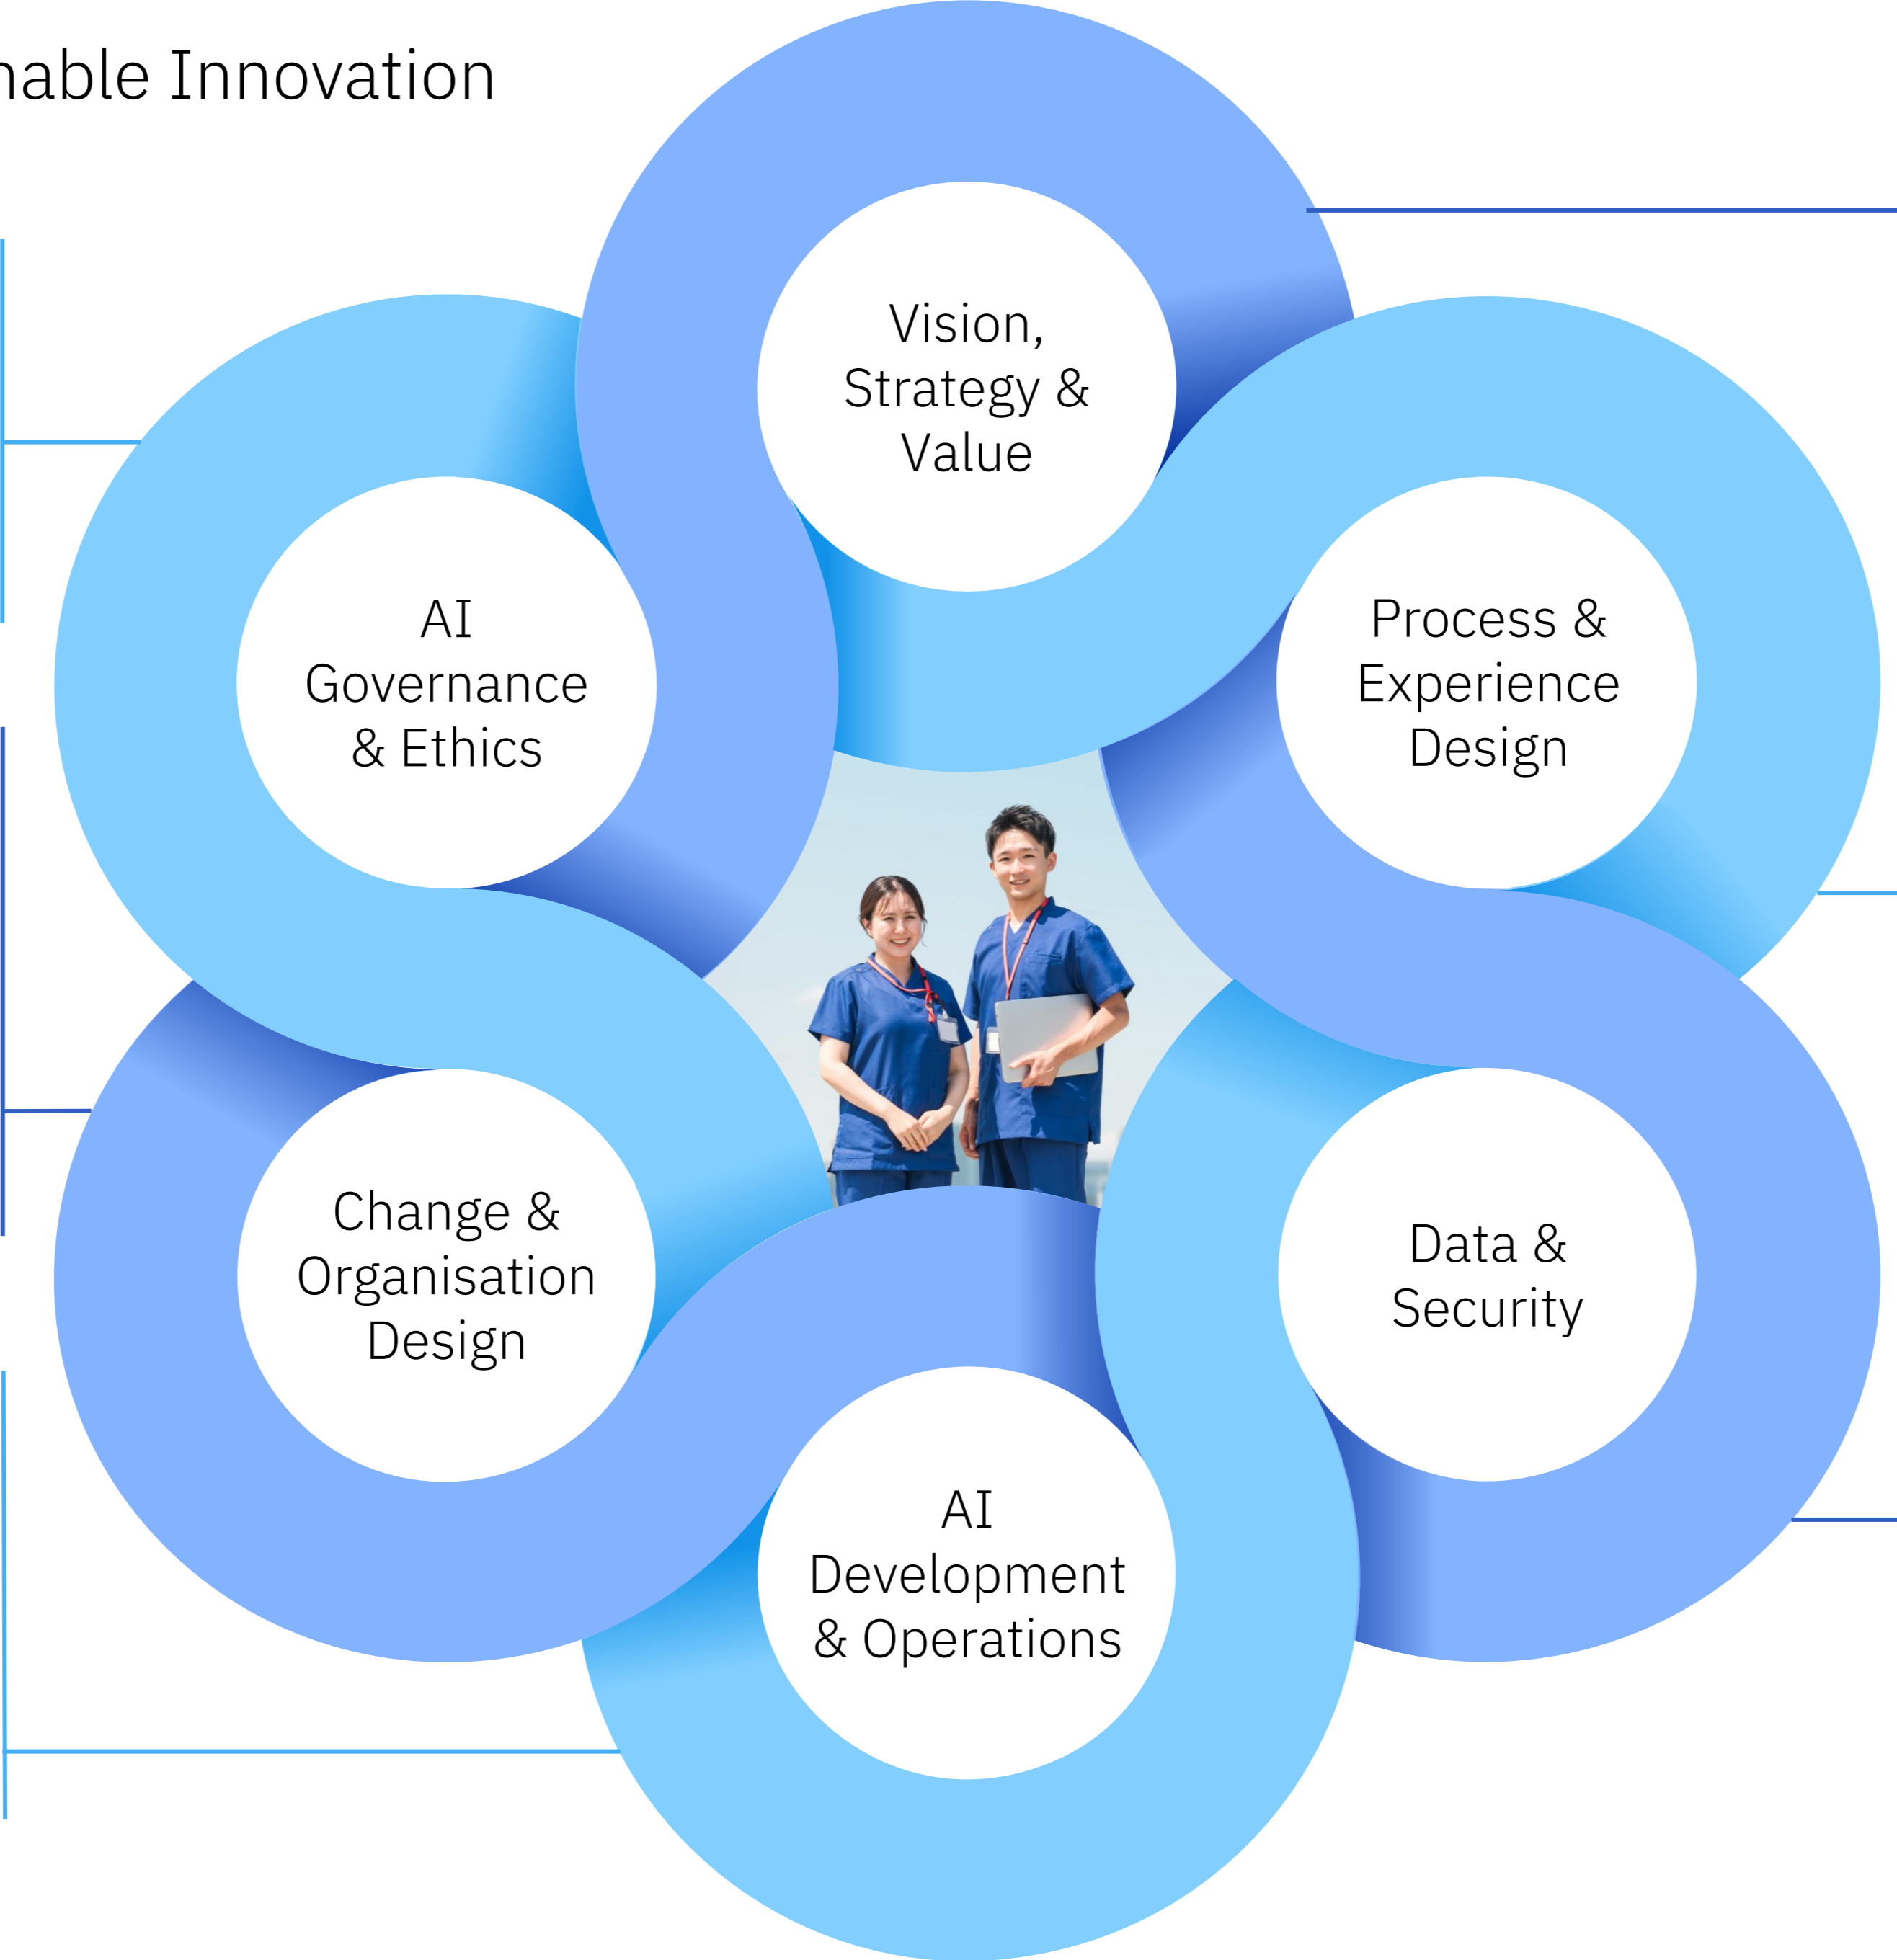 nable Innovation
Vision,
Strategy &
Value
Process &
Experience
Design
Data &
Security
AI
Development
& Operations
Change &
Organisation
Design
AI
Governance
& Ethics